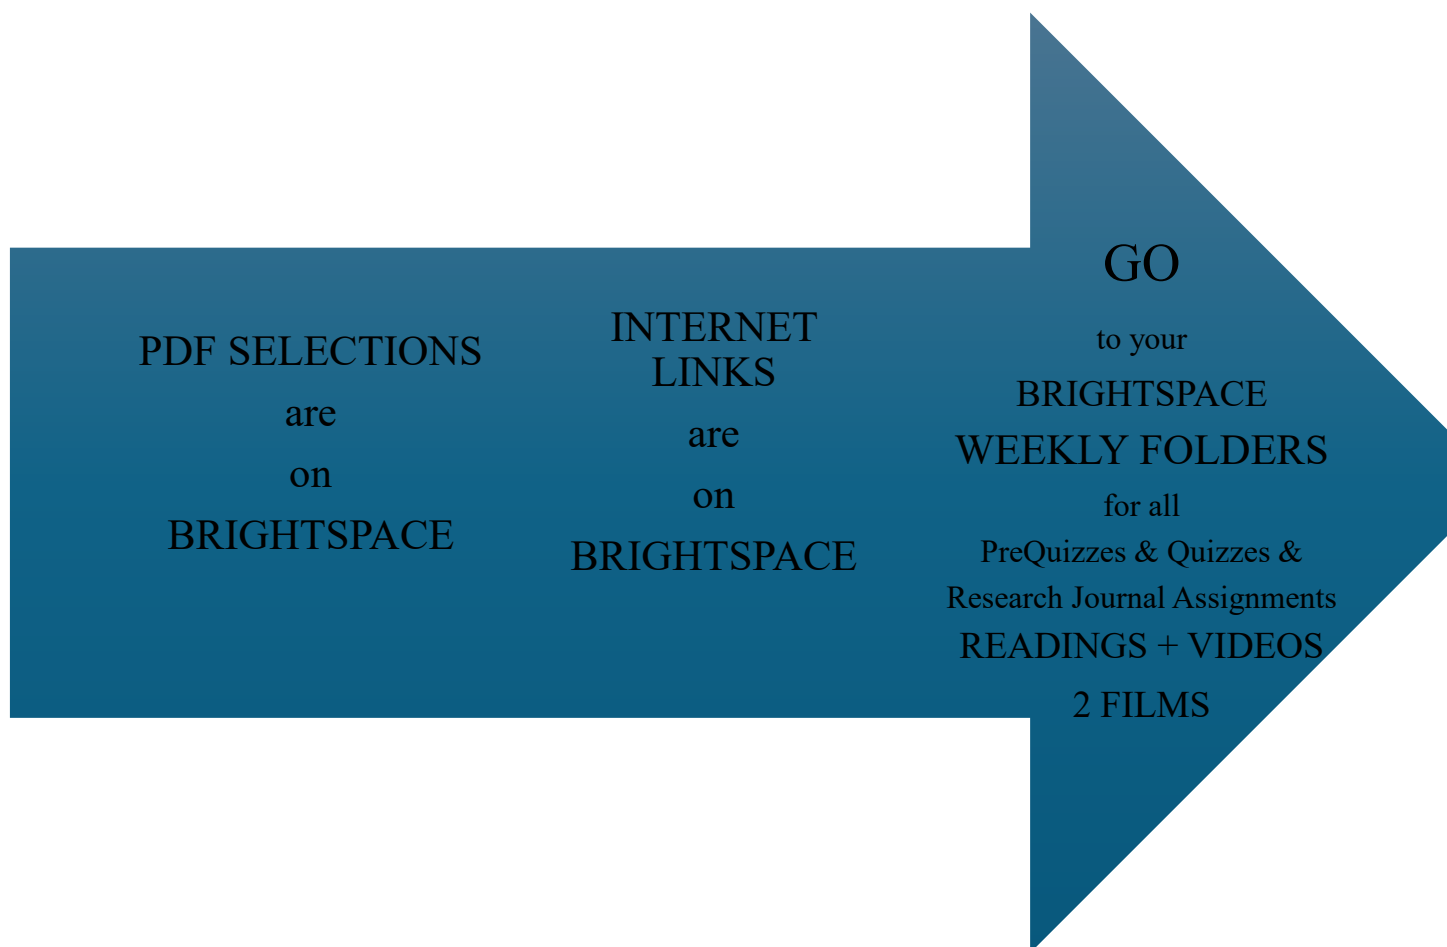 PDF SELECTIONS
are
on
BRIGHTSPACE
INTERNET
LINKS
are
on
BRIGHTSPACE
GO
to your
BRIGHTSPACE
WEEKLY FOLDERS
for all
PreQuizzes & Quizzes &
Research Journal Assignments
READINGS + VIDEOS
2 FILMS